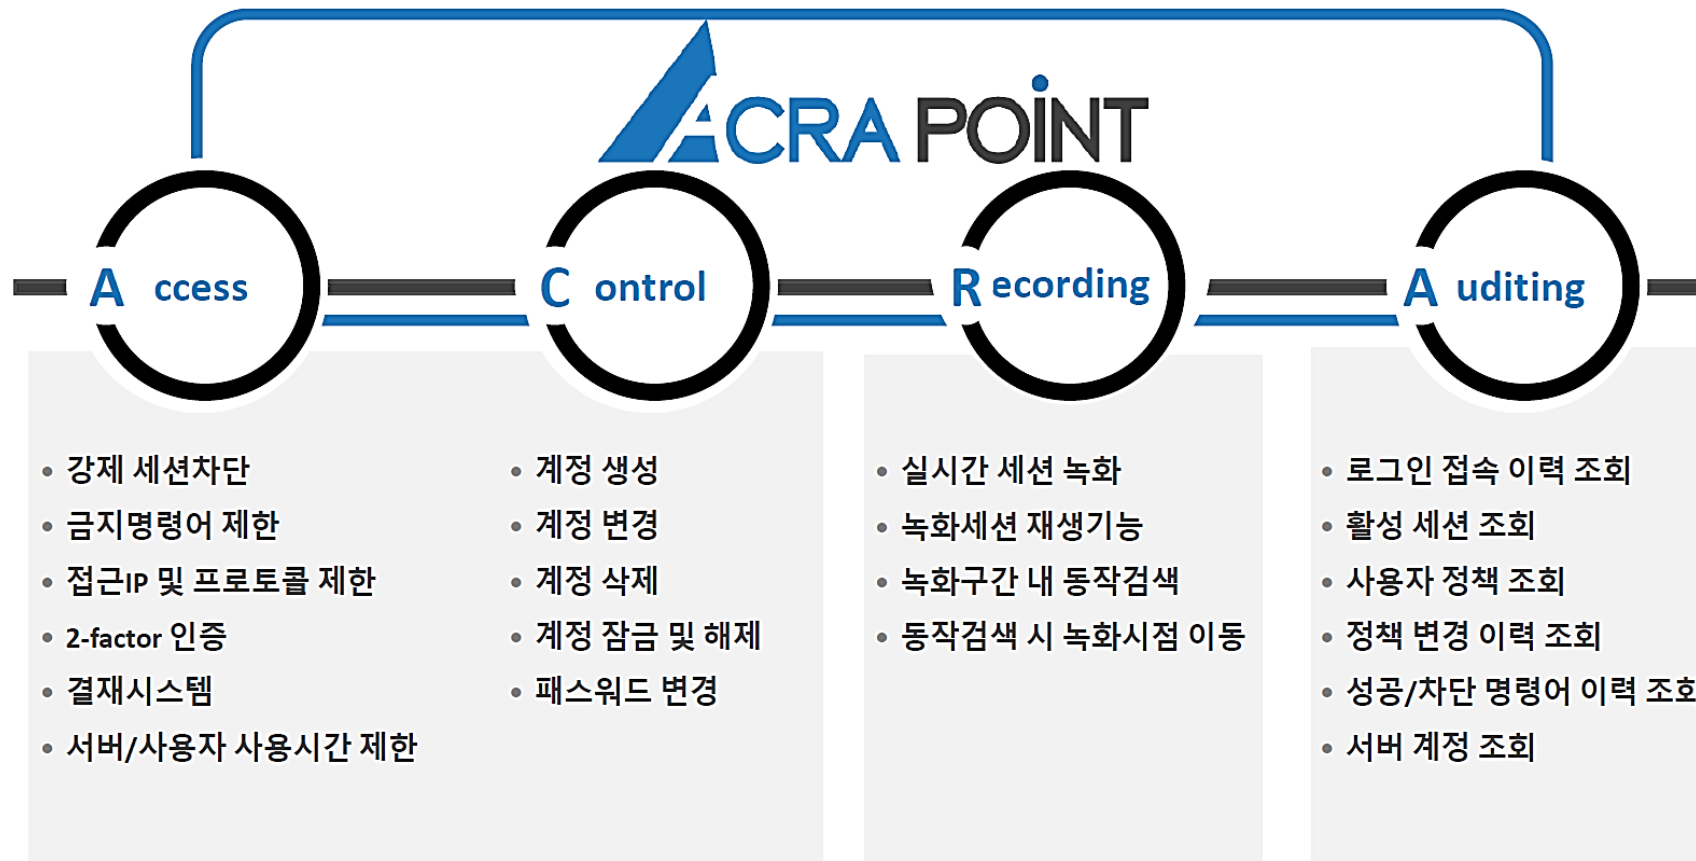 ACRA POINT
Access
Control
Recording
Auditing
• 강제 세션차단
• 금지명령어 제한
• 접근IP 및 프로토콜 제한
• 2-factor 인증
• 결재시스템
• 서버/사용자 사용시간 제한
• 계정 생성
• 계정 변경
• 계정 삭제
• 계정 잠금 및 해제
• 패스워드 변경
• 실시간 세션 녹화
• 녹화세션 재생기능
• 녹화구간 내 동작검색
• 동작검색 시 녹화시점 이동
• 로그인 접속 이력 조회
• 활성 세션 조회
• 사용자 정책 조회
• 정책 변경 이력 조회
• 성공/차단 명령어 이력 조회
• 서버 계정 조회